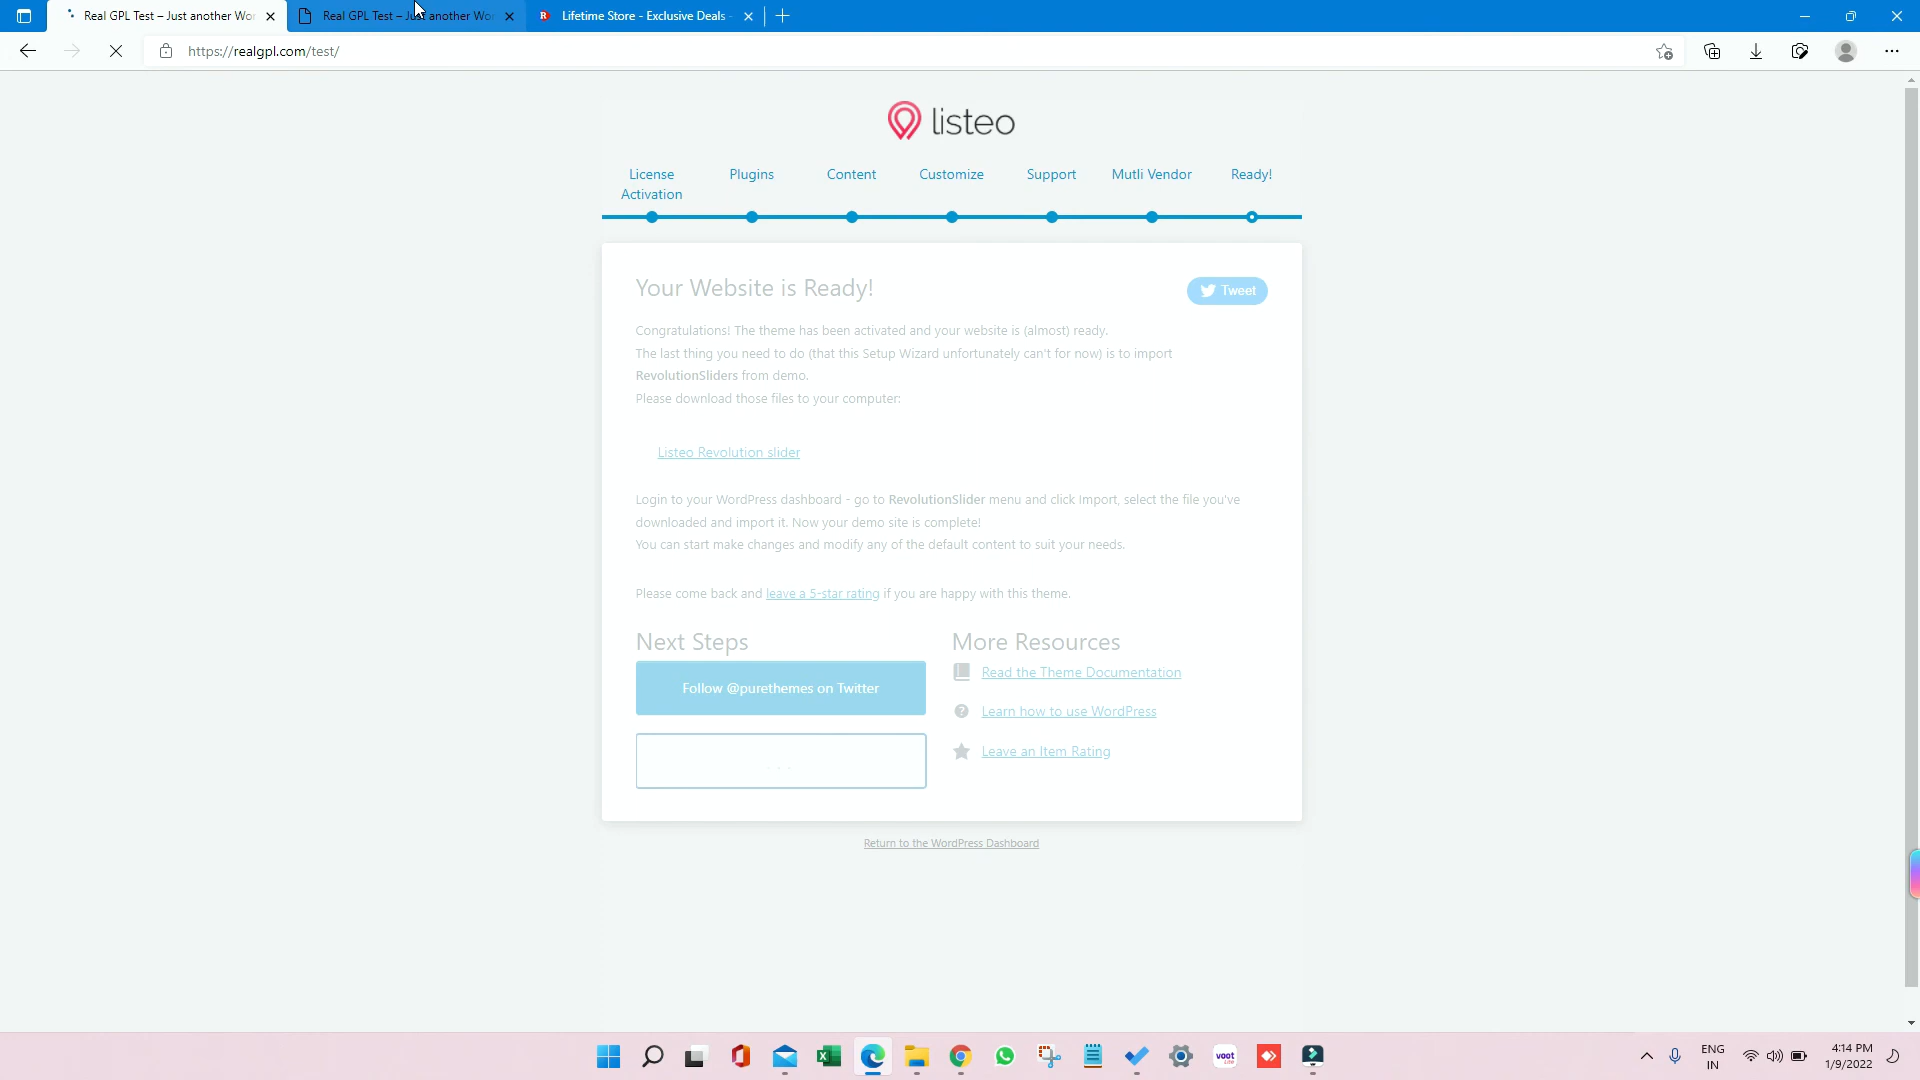 Real GPL Test – Just another Wor
Real GPL Test – Just another Wor
Lifetime Store - Exclusive Deals -
https://realgpl.com/test/
listeo
License Activation
Plugins
Content
Customize
Support
Mutli Vendor
Ready!
Your Website is Ready!
Tweet
Congratulations! The theme has been activated and your website is (almost) ready.
The last thing you need to do (that this Setup Wizard unfortunately can't for now) is to import
RevolutionSliders from demo.
Please download those files to your computer:
Listeo Revolution slider
Login to your WordPress dashboard - go to RevolutionSlider menu and click Import, select the file you've
downloaded and import it. Now your demo site is complete!
You can start make changes and modify any of the default content to suit your needs.
Please come back and leave a 5-star rating if you are happy with this theme.
Next Steps
Follow @purethemes on Twitter
More Resources
Read the Theme Documentation
Learn how to use WordPress
Leave an Item Rating
Return to the WordPress Dashboard
voot
ENG
IN
4:14 PM
1/9/2022